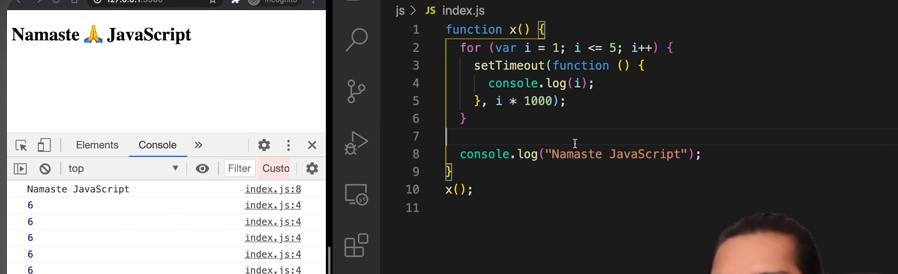 127.0.0.1:5500
Incognito
Namaste 🙏 JavaScript
Elements Console »
top Filter Custo
Namaste JavaScript index.js:8
6 index.js:4
6 index.js:4
6 index.js:4
6 index.js:4
6 index.js:4
js > JS index.js
1 function x() {
2 for (var i = 1; i <= 5; i++) {
3 setTimeout(function () {
4 console.log(i);
5 }, i * 1000);
6 }
7
8 console.log("Namaste JavaScript");
9 }
10 x();
11